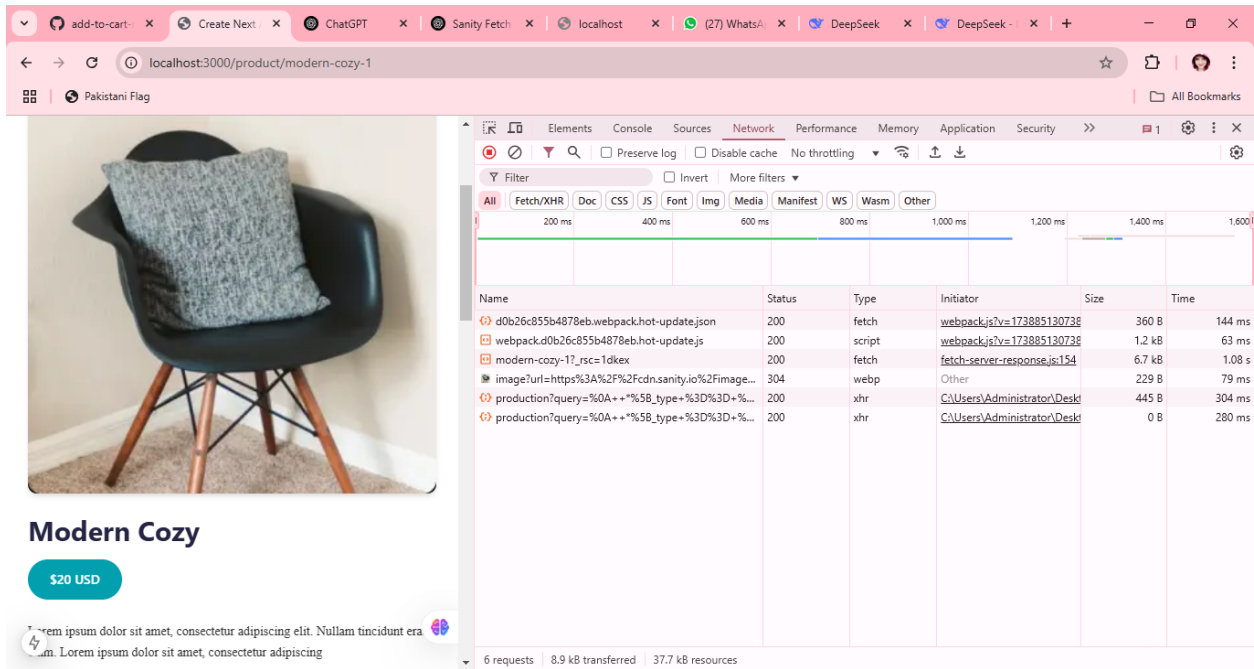 add-to-cart- Create Next ChatGPT Sanity Fetch localhost (27) WhatsA DeepSeek DeepSeek -
localhost:3000/product/modern-cozy-1
Pakistani Flag All Bookmarks
Elements Console Sources Network Performance Memory Application Security 1
Preserve log Disable cache No throttling
Filter Invert More filters
All Fetch/XHR Doc CSS JS Font Img Media Manifest WS Wasm Other
200 ms 400 ms 600 ms 800 ms 1,000 ms 1,200 ms 1,400 ms 1,600
Name Status Type Initiator Size Time
d0b26c855b4878eb.webpack.hot-update.json 200 fetch webpack.js?v=173885130738 360 B 144 ms
webpack.d0b26c855b4878eb.hot-update.js 200 script webpack.js?v=173885130738 1.2 kB 63 ms
modern-cozy-1?_rsc=1dkex 200 fetch fetch-server-response.js:154 6.7 kB 1.08 s
image?url=https%3A%2F%2Fcdn.sanity.io%2Fimage... 304 webp Other 229 B 79 ms
production?query=%0A++*%5B_type+%3D%3D+%... 200 xhr C:\Users\Administrator\Deskt 445 B 304 ms
production?query=%0A++*%5B_type+%3D%3D+%... 200 xhr C:\Users\Administrator\Deskt 0 B 280 ms
Modern Cozy
$20 USD
ipsum dolor sit amet, consectetur adipiscing elit. Nullam tincidunt era
Lorem ipsum dolor sit amet, consectetur adipiscing
6 requests 8.9 kB transferred 37.7 kB resources